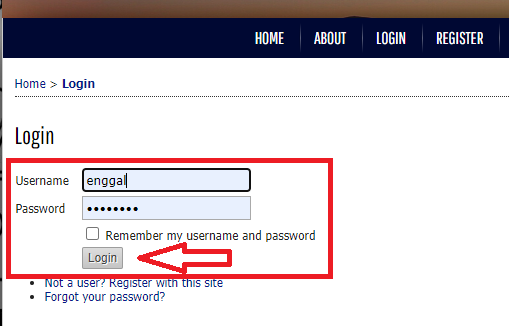 HOME ABOUT LOGIN REGISTER
Home > Login
Login
Username enggal
Password ••••••••
Remember my username and password
Login
Not a user? Register with this site
Forgot your password?